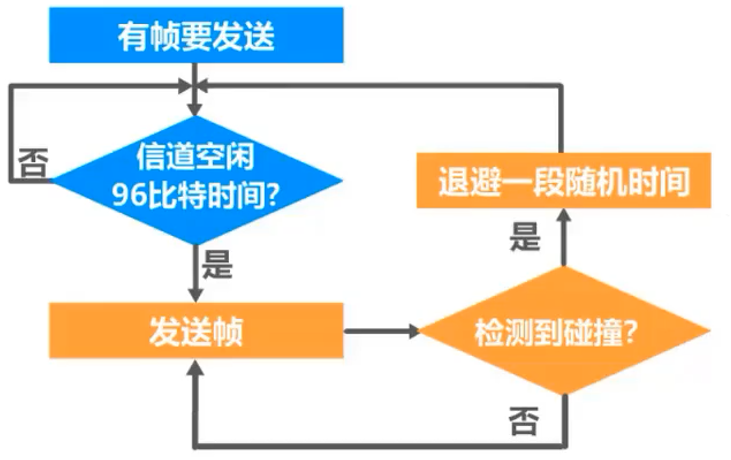 有帧要发送
否
信道空闲
96比特时间?
退避一段随机时间
是
是
发送帧
检测到碰撞?
否